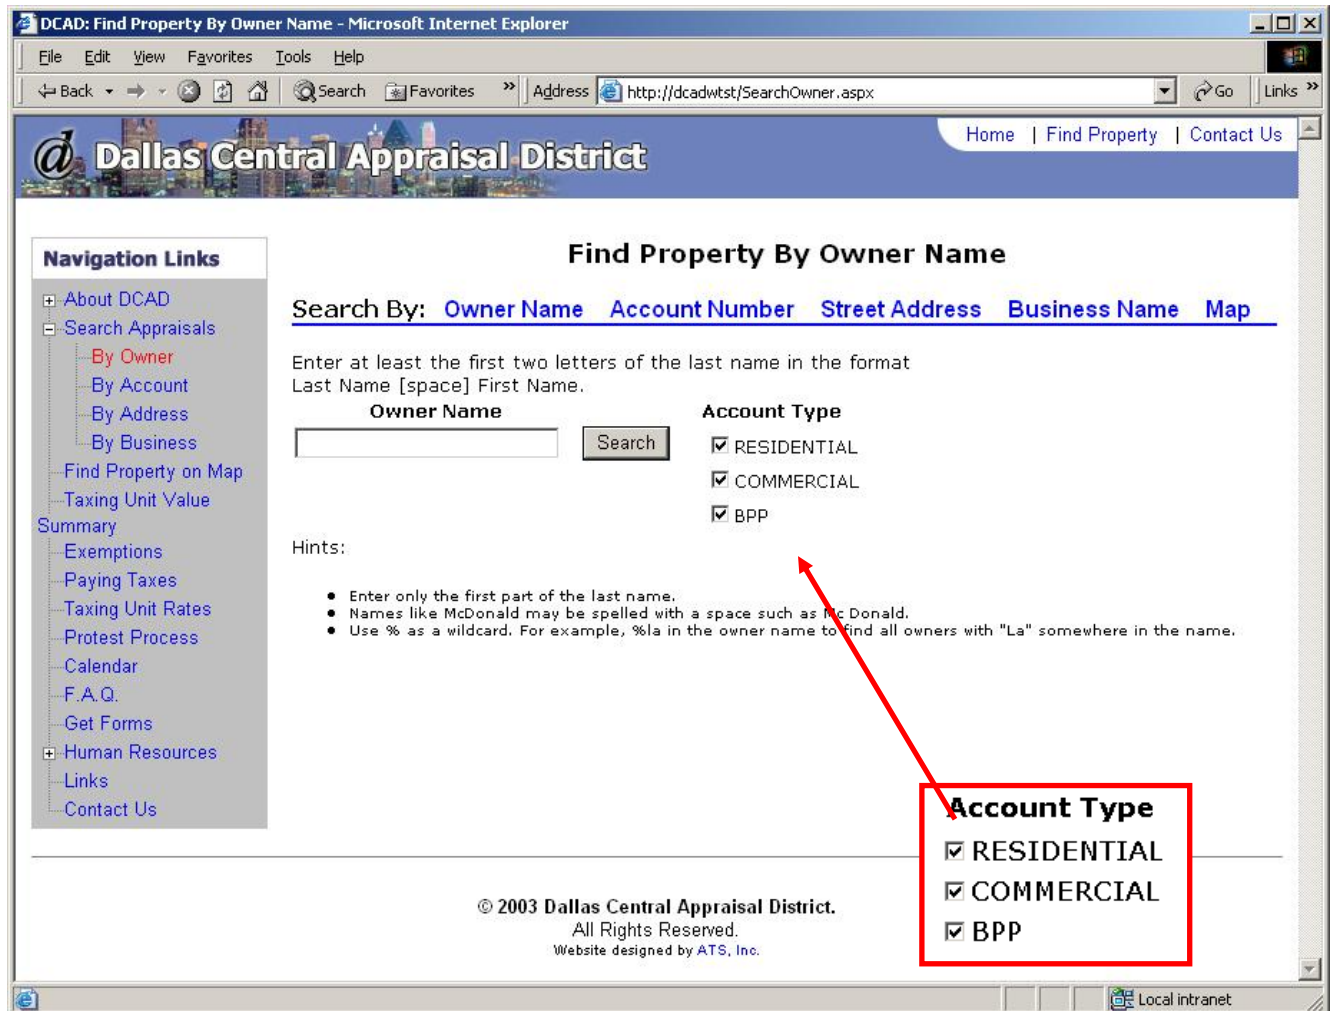 DCAD: Find Property By Owner Name - Microsoft Internet Explorer
File Edit View Favorites Tools Help
Back Search Favorites » Address http://dcadwtst/SearchOwner.aspx Go Links »
d Dallas Central Appraisal District
Home | Find Property | Contact Us
Navigation Links
About DCAD
Search Appraisals
By Owner
By Account
By Address
By Business
Find Property on Map
Taxing Unit Value
Summary
Exemptions
Paying Taxes
Taxing Unit Rates
Protest Process
Calendar
F.A.Q.
Get Forms
Human Resources
Links
Contact Us
Find Property By Owner Name
Search By: Owner Name Account Number Street Address Business Name Map
Enter at least the first two letters of the last name in the format
Last Name [space] First Name.
Owner Name Account Type
Search
RESIDENTIAL
COMMERCIAL
BPP
Hints:
• Enter only the first part of the last name.
• Names like McDonald may be spelled with a space such as Mc Donald.
• Use % as a wildcard. For example, %la in the owner name to find all owners with "La" somewhere in the name.
Account Type
RESIDENTIAL
COMMERCIAL
BPP
© 2003 Dallas Central Appraisal District.
All Rights Reserved.
Website designed by ATS, Inc.
Local intranet